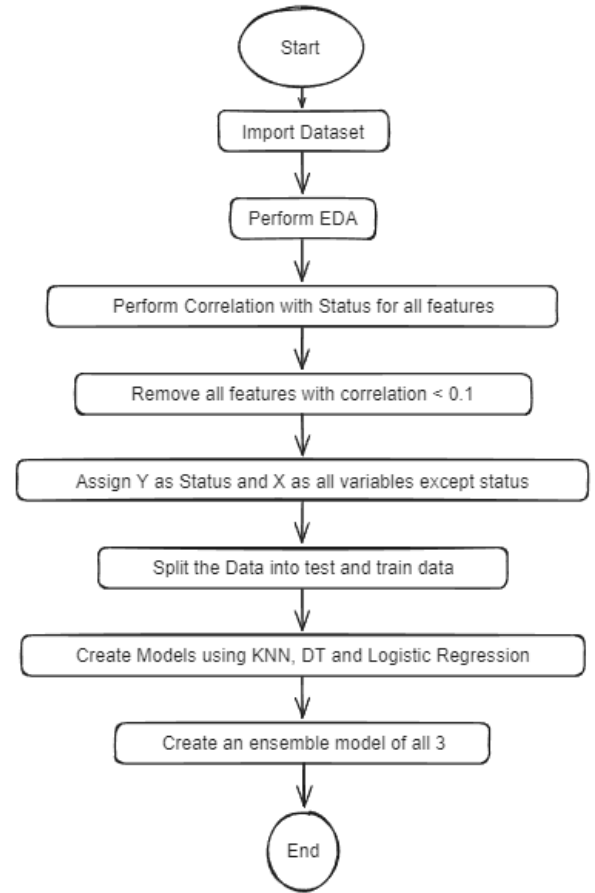 Start
Import Dataset
Perform EDA
Perform Correlation with Status for all features
Remove all features with correlation < 0.1
Assign Y as Status and X as all variables except status
Split the Data into test and train data
Create Models using KNN, DT and Logistic Regression
Create an ensemble model of all 3
End